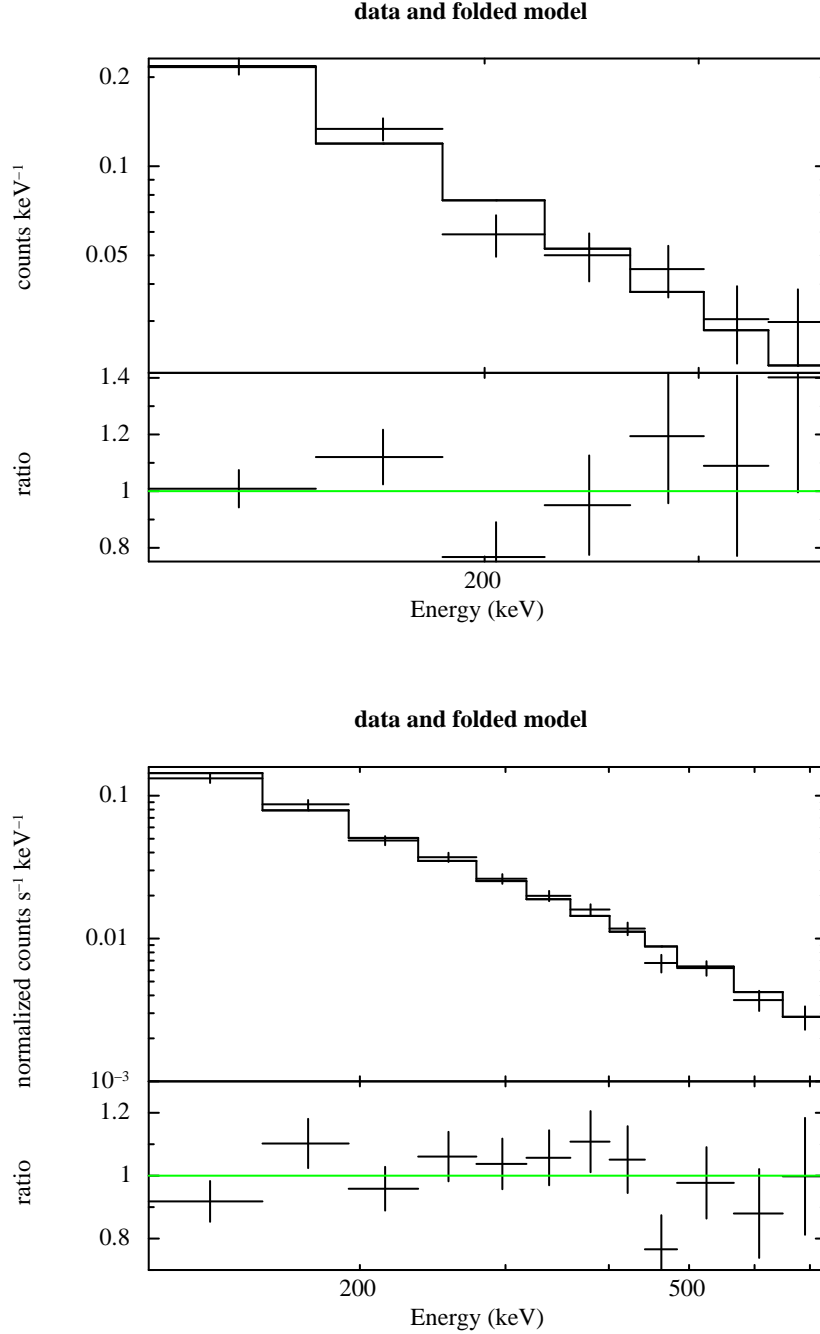 data and folded model
0.2
0.1
0.05
counts keV⁻¹
1.4
1.2
1
0.8
ratio
200
Energy (keV)
data and folded model
0.1
0.01
10⁻³
normalized counts s⁻¹ keV⁻¹
1.2
1
0.8
ratio
200 500
Energy (keV)